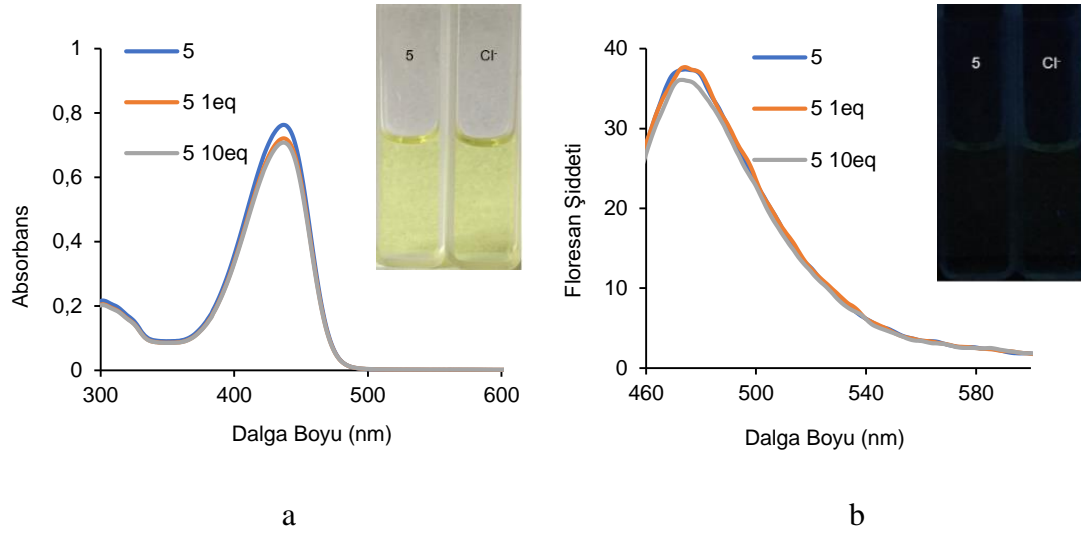 1
0,8
0,6
0,4
0,2
0
300
400
500
600
Absorbans
Dalga Boyu (nm)
5
5 1eq
5 10eq
5
Cl-
a
40
30
20
10
0
460
500
540
580
Floresan Şiddeti
Dalga Boyu (nm)
5
5 1eq
5 10eq
5
Cl-
b